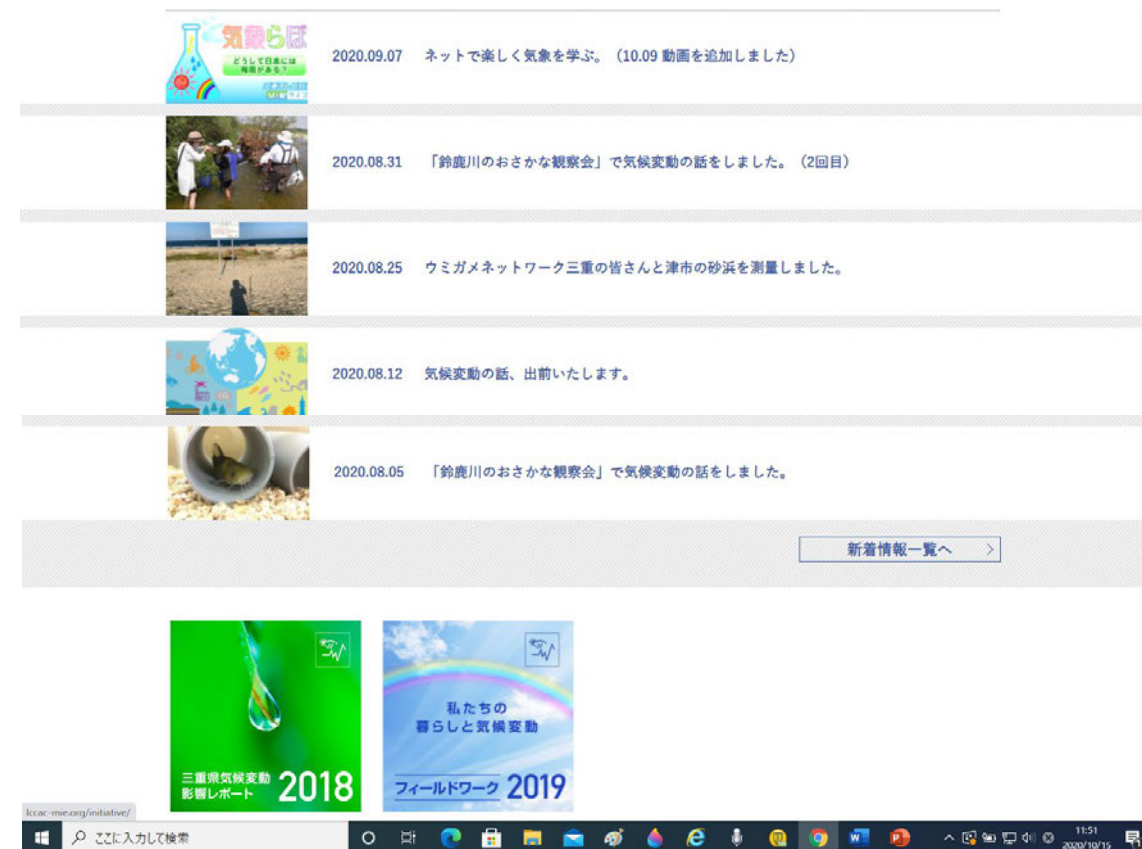 気象らぼ
どうして日本には
梅雨がある?
2020.09.07 ネットで楽しく気象を学ぶ。（10.09 動画を追加しました）
2020.08.31 「鈴鹿川のおさかな観察会」で気候変動の話をしました。（2回目）
2020.08.25 ウミガメネットワーク三重の皆さんと津市の砂浜を測量しました。
2020.08.12 気候変動の話、出前いたします。
2020.08.05 「鈴鹿川のおさかな観察会」で気候変動の話をしました。
新着情報一覧へ
三重県気候変動
影響レポート 2018
私たちの
暮らしと気候変動
フィールドワーク 2019
lccac-mie.org/initiative/
ここに入力して検索
11:51
2020/10/15